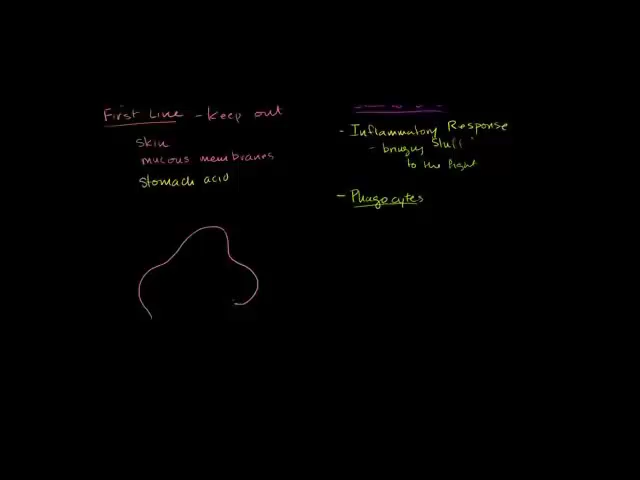 First Line - Keep out
skin
mucous membranes
stomach acid
- Inflammatory Response
- bringing stuff
to the fight
- Phagocytes